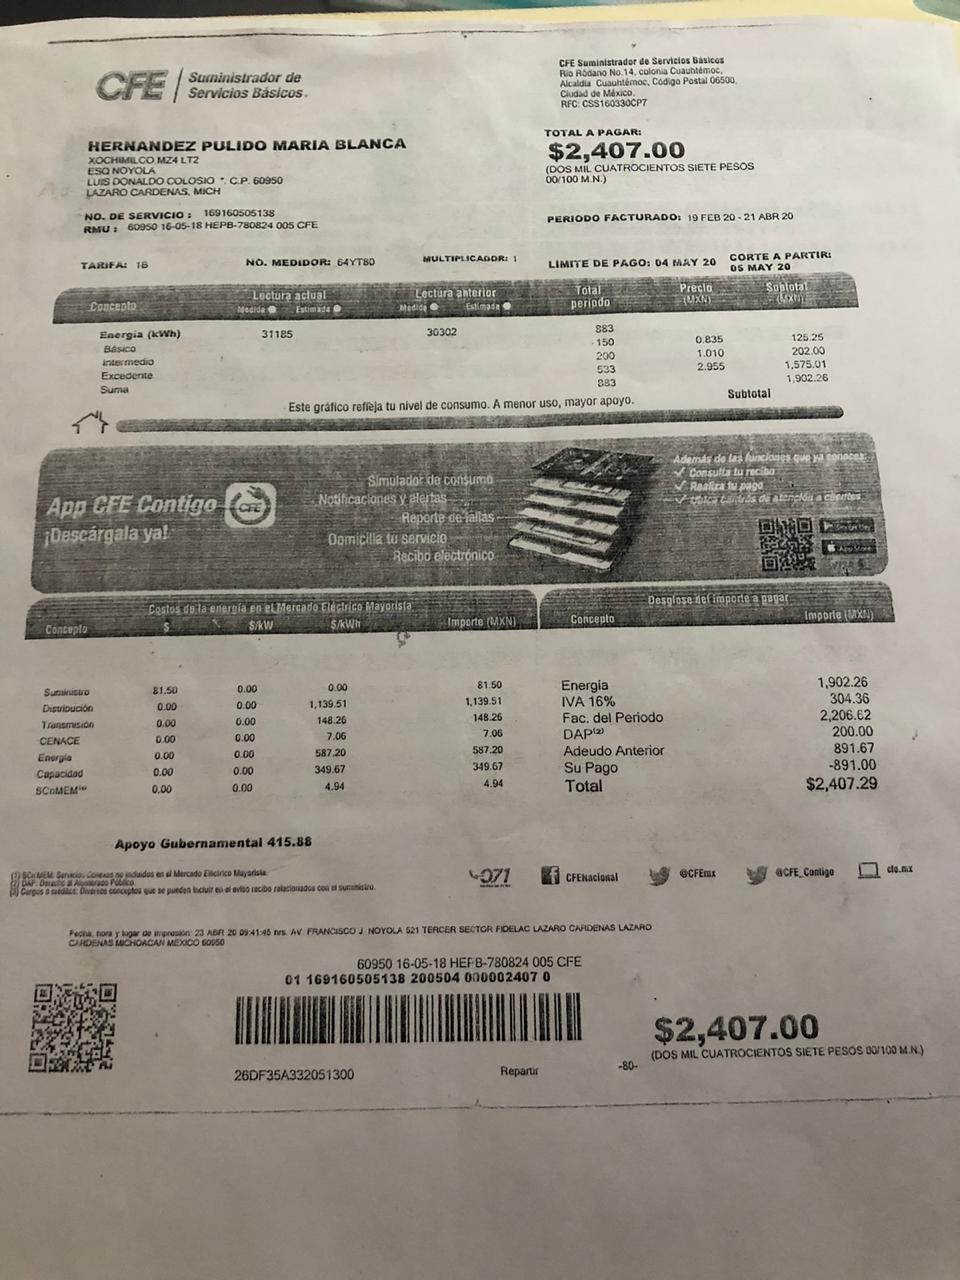 CFE Suministrador de
Servicios Básicos.
CFE Suministrador de Servicios Básicos
Río Ródano No.14, colonia Cuauhtémoc,
Alcaldía Cuauhtémoc, Código Postal 06500,
Ciudad de México.
RFC: CSS160330CP7
HERNANDEZ PULIDO MARIA BLANCA
XOCHIMILCO MZ4 LT2
ESQ NOYOLA
LUIS DONALDO COLOSIO *. C.P. 60950
LAZARO CARDENAS, MICH
TOTAL A PAGAR:
$2,407.00
(DOS MIL CUATROCIENTOS SIETE PESOS
00/100 M.N.)
NO. DE SERVICIO : 169160505138
RMU : 60950 16-05-18 HEPB-780824 005 CFE
PERIODO FACTURADO: 19 FEB 20 - 21 ABR 20
TARIFA: 1B NO. MEDIDOR: 64YT80 MULTIPLICADOR: 1 LÍMITE DE PAGO: 04 MAY 20 CORTE A PARTIR:
05 MAY 20
Concepto Lectura actual Lectura anterior Total periodo Precio (MXN) Subtotal (MXN)
Medida Estimada Medida Estimada
Energía (kWh) 31185 30302 883
Básico 150 0.835 125.25
Intermedio 200 1.010 202.00
Excedente 533 2.955 1,575.01
Suma 883 1,902.26
Subtotal
Este gráfico refleja tu nivel de consumo. A menor uso, mayor apoyo.
App CFE Contigo
CFE
¡Descárgala ya!
Simulador de consumo
Notificaciones y alertas
Reporte de fallas
Domicilia tu servicio
Recibo electrónico
Además de las funciones que ya conoces:
Consulta tu recibo
Realiza tu pago
Ubica centros de atención a clientes
Google Play
App Store
Costos de la energía en el Mercado Eléctrico Mayorista
Concepto $ $/kW $/kWh Importe (MXN)
Suministro 81.50 0.00 0.00 81.50
Distribución 0.00 0.00 1,139.51 1,139.51
Transmisión 0.00 0.00 148.26 148.26
CENACE 0.00 0.00 7.06 7.06
Energía 0.00 0.00 587.20 587.20
Capacidad 0.00 0.00 349.67 349.67
SCnMEM 0.00 0.00 4.94 4.94
Desglose del importe a pagar
Concepto Importe (MXN)
Energía 1,902.26
IVA 16% 304.36
Fac. del Periodo 2,206.62
DAP(2) 200.00
Adeudo Anterior 891.67
Su Pago -891.00
Total $2,407.29
Apoyo Gubernamental 415.88
(1) SCnMEM: Servicios Conexos no incluidos en el Mercado Eléctrico Mayorista.
(2) DAP: Derecho al Alumbrado Público.
(3) Cargos o créditos: Diversos conceptos que se pueden incluir en el aviso recibo relacionados con el suministro.
071 CFENacional @CFEmx @CFE_Contigo cfe.mx
Fecha, hora y lugar de impresión: 23 ABR 20 09:41:45 hrs. AV. FRANCISCO J. NOYOLA 521 TERCER SECTOR FIDELAC LAZARO CARDENAS LAZARO
CARDENAS MICHOACAN MEXICO 60950
60950 16-05-18 HEPB-780824 005 CFE
01 169160505138 200504 000002407 0
26DF35A332051300 Repartir -80-
$2,407.00
(DOS MIL CUATROCIENTOS SIETE PESOS 00/100 M.N.)